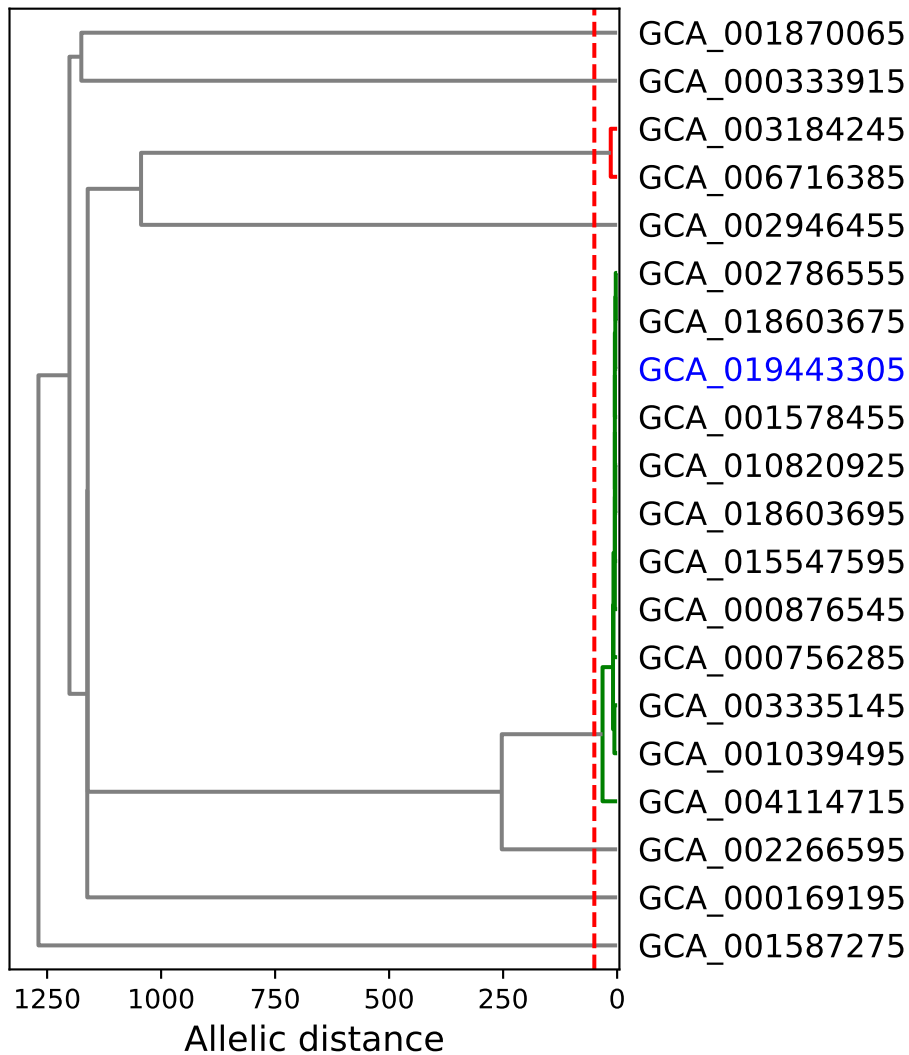 GCA_001870065
GCA_000333915
GCA_003184245
GCA_006716385
GCA_002946455
GCA_002786555
GCA_018603675
GCA_019443305
GCA_001578455
GCA_010820925
GCA_018603695
GCA_015547595
GCA_000876545
GCA_000756285
GCA_003335145
GCA_001039495
GCA_004114715
GCA_002266595
GCA_000169195
GCA_001587275
1250 1000 750 500 250 0
Allelic distance